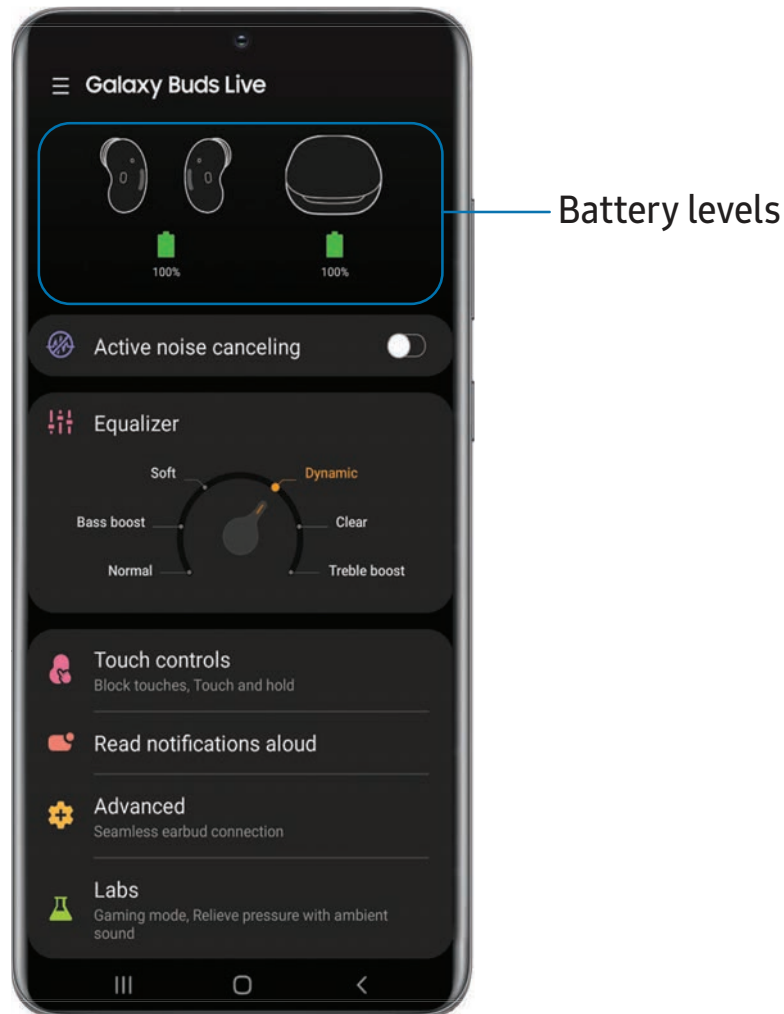 Galaxy Buds Live
100%
100%
Battery levels
Active noise canceling
Equalizer
Soft
Dynamic
Bass boost
Clear
Normal
Treble boost
Touch controls
Block touches, Touch and hold
Read notifications aloud
Advanced
Seamless earbud connection
Labs
Gaming mode, Relieve pressure with ambient
sound